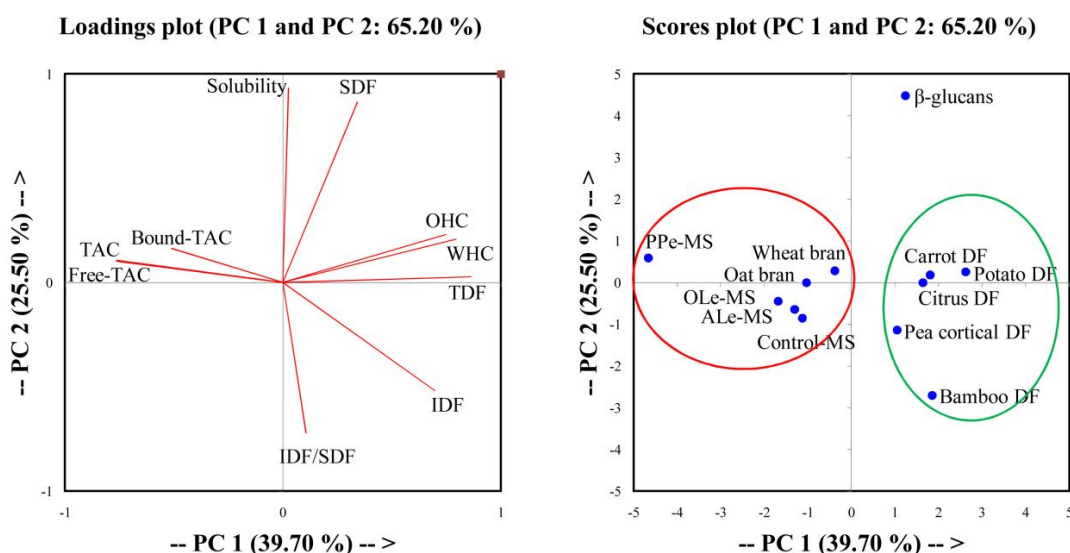 Loadings plot (PC 1 and PC 2: 65.20 %)
1
Solubility
SDF
OHC
Bound-TAC
WHC
TAC
Free-TAC
TDF
0
IDF
IDF/SDF
-1
-1
0
1
-- PC 2 (25.50 %) -- >
-- PC 1 (39.70 %) -- >
Scores plot (PC 1 and PC 2: 65.20 %)
5
4
3
2
1
0
-1
-2
-3
-4
-5
β-glucans
PPe-MS
Wheat bran
Carrot DF
Oat bran
Potato DF
OLe-MS
Citrus DF
ALe-MS
Control-MS
Pea cortical DF
Bamboo DF
-5
-4
-3
-2
-1
0
1
2
3
4
5
-- PC 2 (25.50 %) -- >
-- PC 1 (39.70 %) -- >